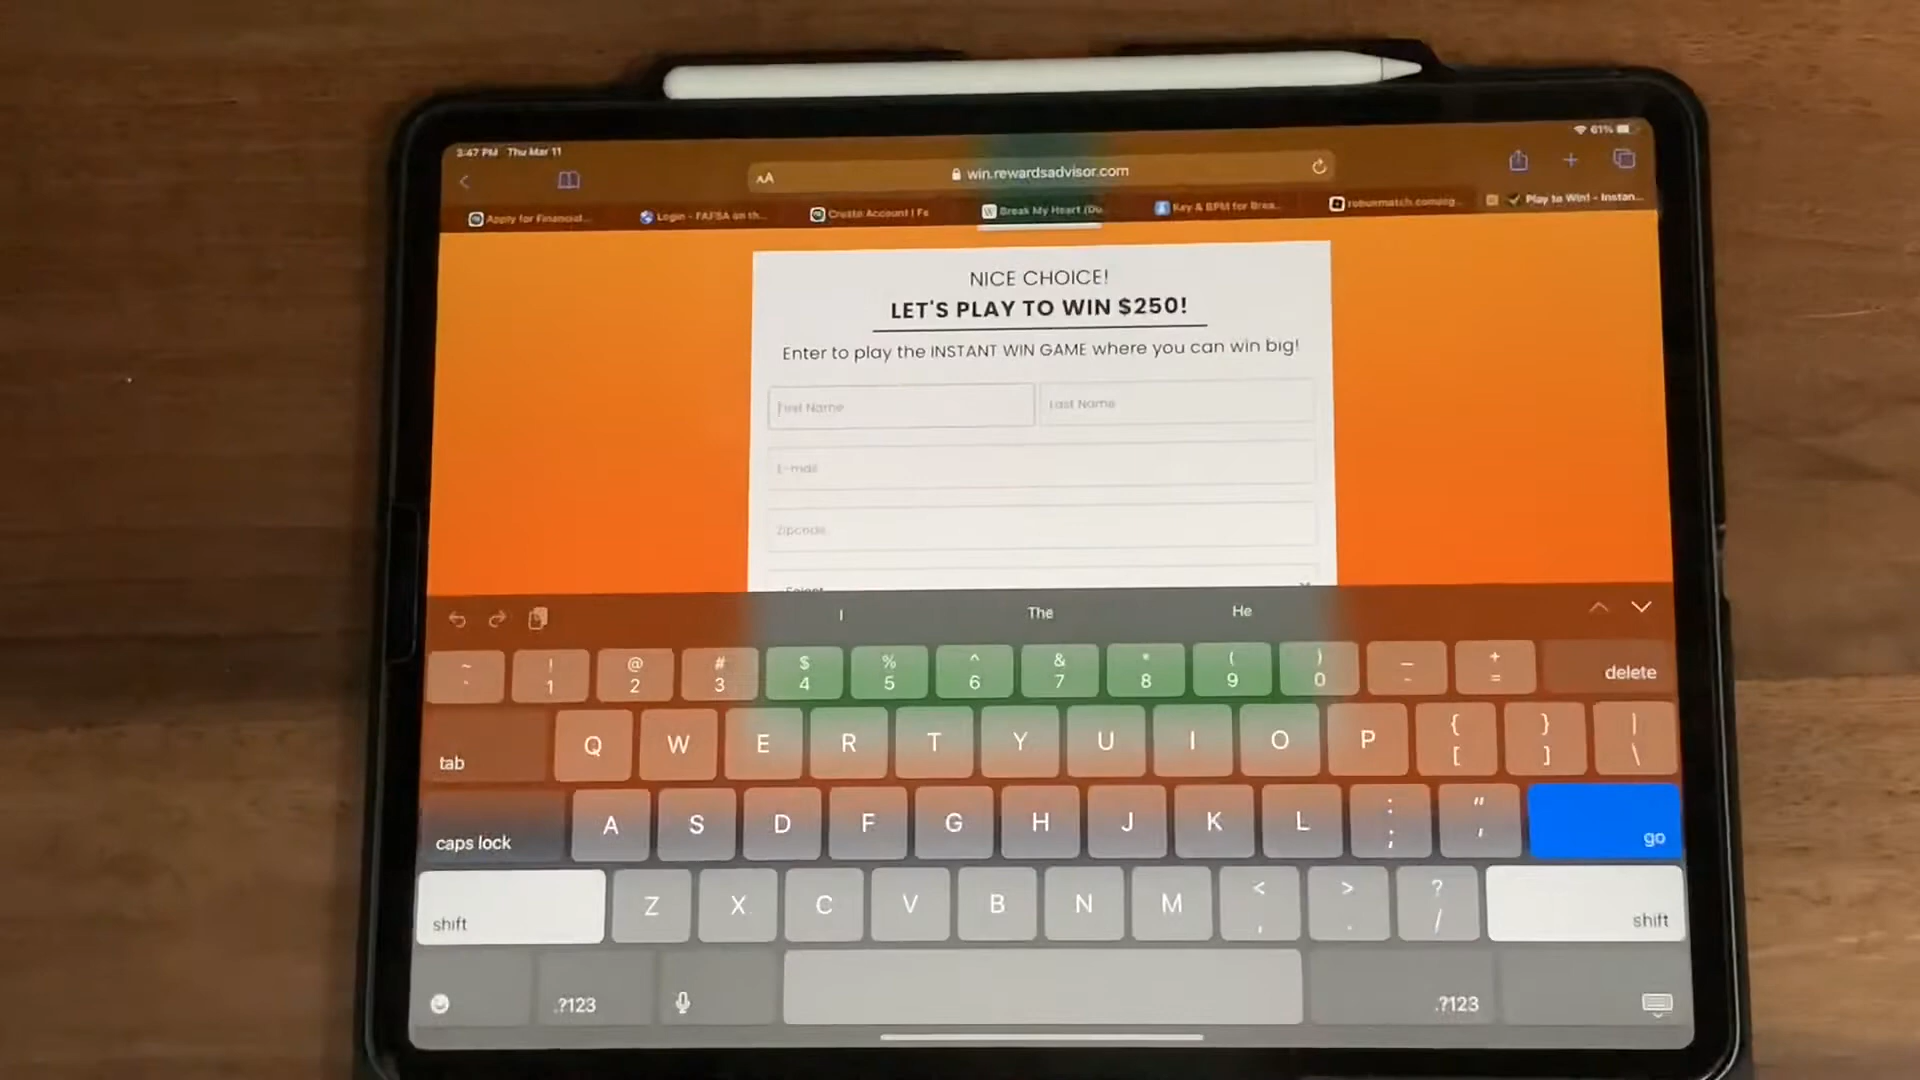 3:47 PM Thu Mar 11
61%
AA
win.rewardsadvisor.com
Apply for Financial...
Login - FAFSA on th...
Create Account | Fe
Break My Heart (Du...
Key & BPM for Brea...
Play to Win! - Instan...
NICE CHOICE!
LET'S PLAY TO WIN $250!
Enter to play the INSTANT WIN GAME where you can win big!
First Name
Last Name
E-mail
Zipcode
Select
I The He
~ ! @ # $ % ^ & * ( ) _ +
` 1 2 3 4 5 6 7 8 9 0 - = delete
tab Q W E R T Y U I O P { [ } ] | \
caps lock A S D F G H J K L : ; " ' go
shift Z X C V B N M < , > . ? / shift
.?123 .?123